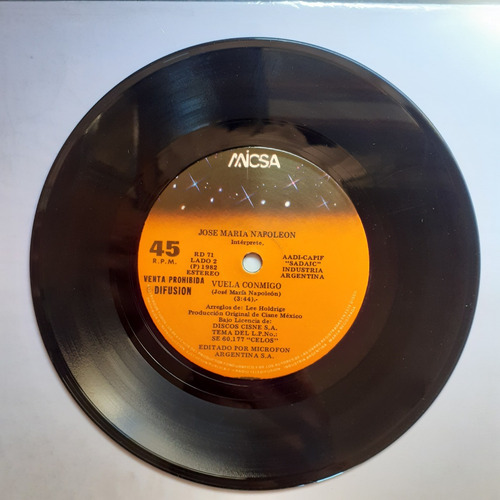 MICSA
JOSE MARIA NAPOLEON
Intérprete.
45
R.P.M.
RD 71
LADO 2
(P) 1982
ESTEREO
AADI-CAPIF
"SADAIC"
INDUSTRIA
ARGENTINA
VENTA PROHIBIDA
DIFUSION
VUELA CONMIGO
(José María Napoleón)
(3:44).-
Arreglos de: Lee Holdrige
Producción Original de Cisne México
Bajo Licencia de:
DISCOS CISNE S.A.
TEMA DEL L.P. No.:
SE 60.177 "CELOS"
EDITADO POR MICROFON
ARGENTINA S.A.